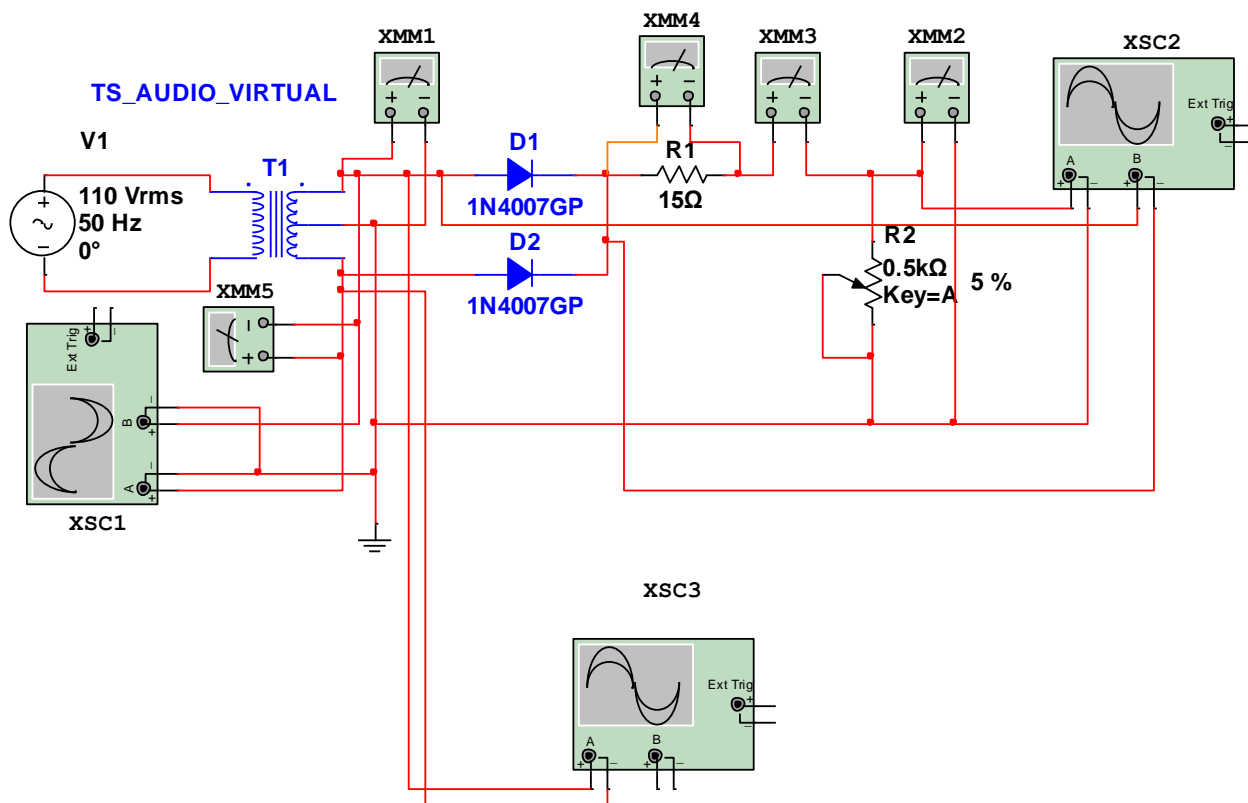 XMM4
XMM1
XMM3
XMM2
XSC2
TS_AUDIO_VIRTUAL
Ext Trig
V1
D1
R1
T1
A
B
110 Vrms
15Ω
50 Hz
1N4007GP
0°
D2
R2
0.5kΩ
5 %
XMM5
1N4007GP
Key=A
Ext Trig
B
A
XSC1
XSC3
Ext Trig
A
B